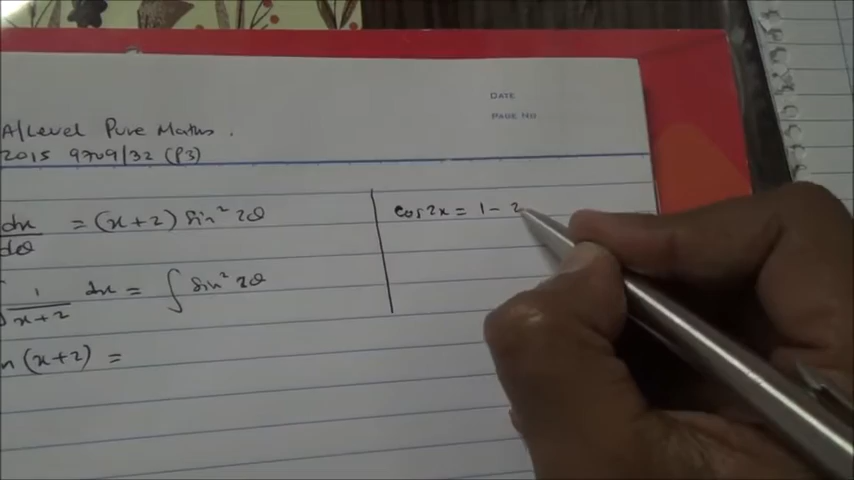 DATE
PAGE NO
A/Level Pure Maths.
2015 9709/32 (P3)
dx/dθ = (x+2) sin² 2θ
cos 2x = 1 - 2
∫ 1/(x+2) dx = ∫ sin² 2θ
n (x+2) =